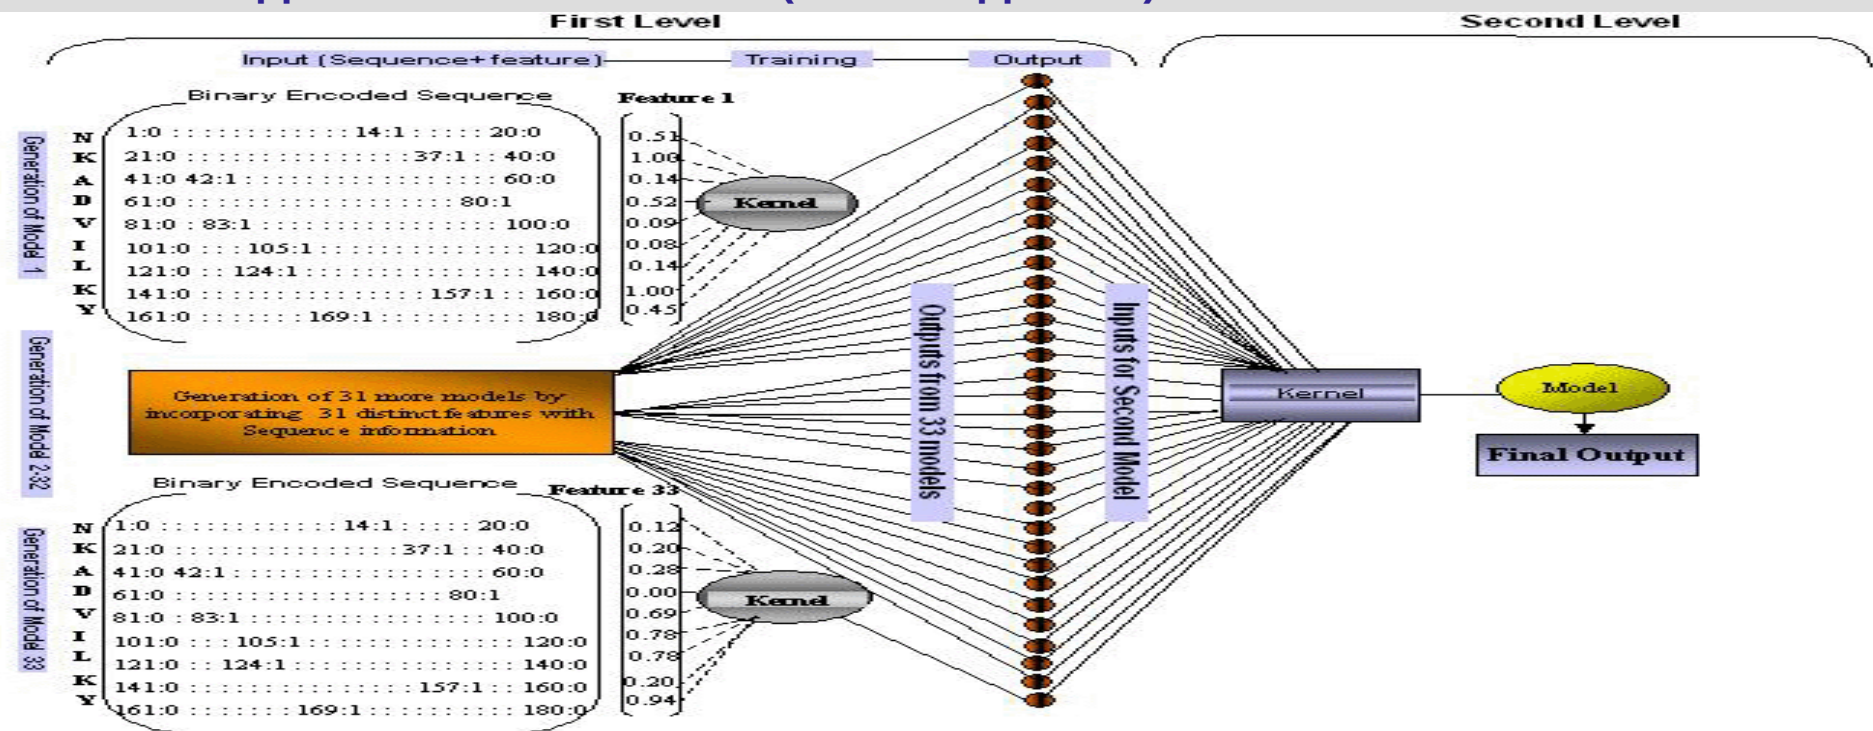 First Level
Second Level
Input (Sequence+feature)
Training
Output
Binary Encoded Sequence
Feature 1
Generation of Model 1
N 1:0 : : : : : : : : : : : : 14:1 : : : : : 20:0 0.51
K 21:0 : : : : : : : : : : : : : : : : 37:1 : : 40:0 1.00
A 41:0 42:1 : : : : : : : : : : : : : : : : : : 60:0 0.14
D 61:0 : : : : : : : : : : : : : : : : : : : 80:1 0.52
V 81:0 : 83:1 : : : : : : : : : : : : : : : : : 100:0 0.09
I 101:0 : : : 105:1 : : : : : : : : : : : : : : : 120:0 0.08
L 121:0 : : 124:1 : : : : : : : : : : : : : : : : 140:0 0.14
K 141:0 : : : : : : : : : : : : : : : : 157:1 : : 160:0 1.00
Y 161:0 : : : : : : : 169:1 : : : : : : : : : : 180:0 0.45
Kernel
Generation of Model 2-32
Generation of 31 more models by
incorporating 31 distinct features with
Sequence information
Outputs from 33 models
Inputs for Second Model
Kernel
Model
Final Output
Binary Encoded Sequence
Feature 33
Generation of Model 33
N 1:0 : : : : : : : : : : : : 14:1 : : : : : 20:0 0.12
K 21:0 : : : : : : : : : : : : : : : : 37:1 : : 40:0 0.20
A 41:0 42:1 : : : : : : : : : : : : : : : : : : 60:0 0.28
D 61:0 : : : : : : : : : : : : : : : : : : : 80:1 0.00
V 81:0 : 83:1 : : : : : : : : : : : : : : : : : 100:0 0.69
I 101:0 : : : 105:1 : : : : : : : : : : : : : : : 120:0 0.78
L 121:0 : : 124:1 : : : : : : : : : : : : : : : : 140:0 0.78
K 141:0 : : : : : : : : : : : : : : : : 157:1 : : 160:0 0.20
Y 161:0 : : : : : : : 169:1 : : : : : : : : : : 180:0 0.94
Kernel